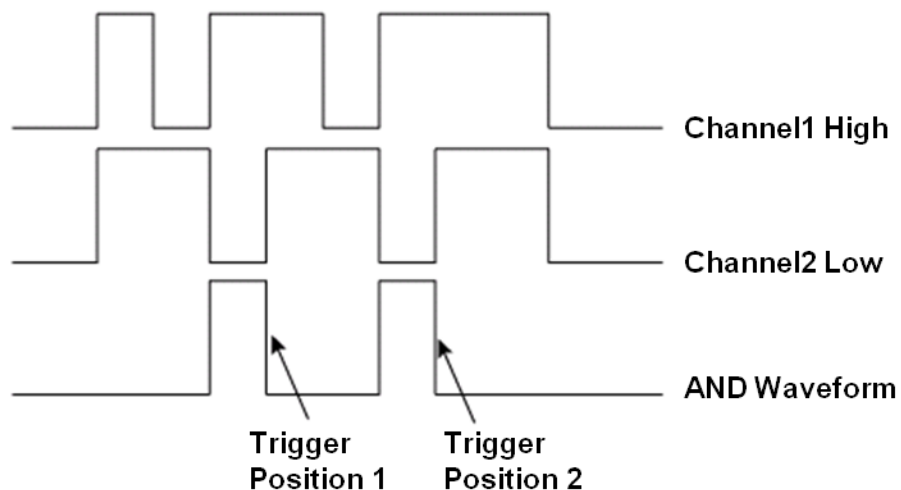 Channel1 High
Channel2 Low
AND Waveform
Trigger
Position 1
Trigger
Position 2